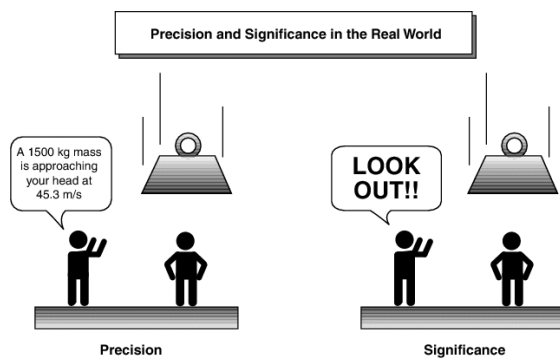 Precision and Significance in the Real World
A 1500 kg mass
is approaching
your head at
45.3 m/s
LOOK
OUT!!
Precision
Significance